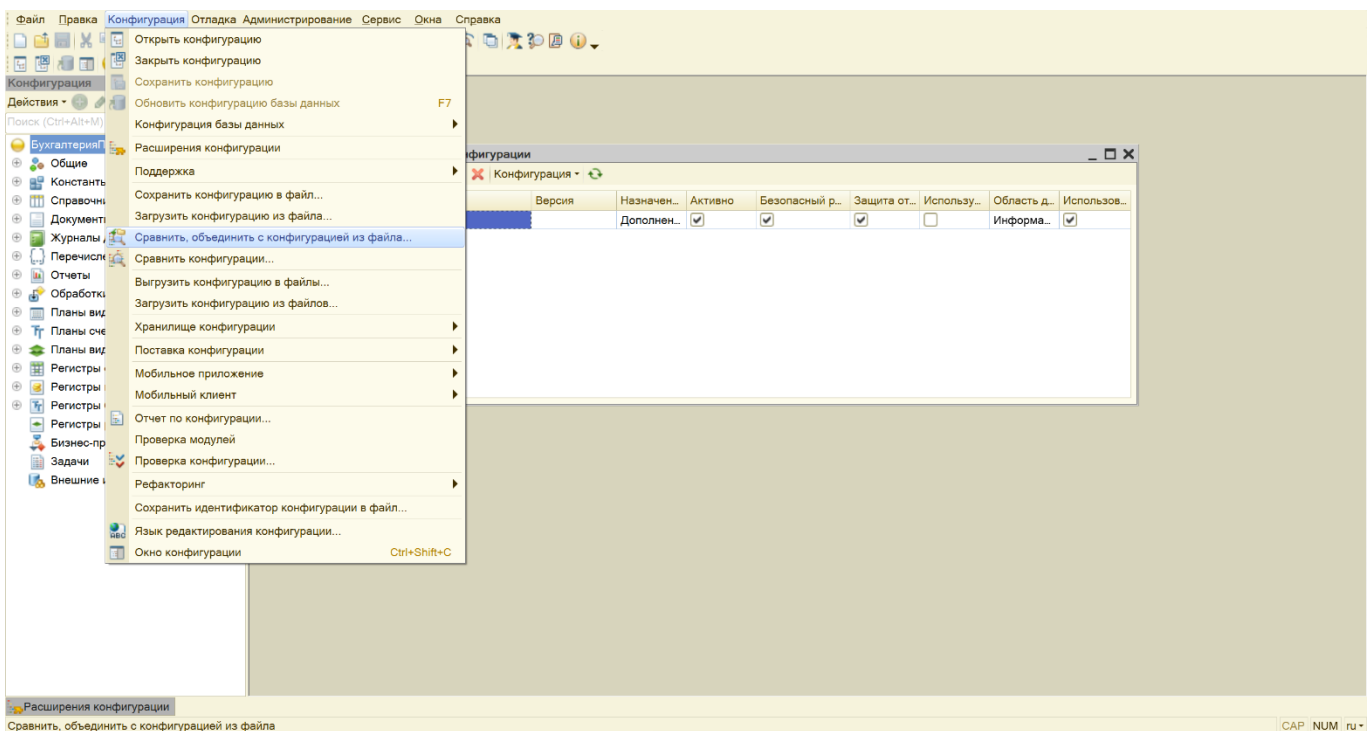 Файл Правка Конфигурация Отладка Администрирование Сервис Окна Справка
Конфигурация
Действия
Поиск (Ctrl+Alt+M)
Общие
Отчеты
Задачи
Открыть конфигурацию
Закрыть конфигурацию
Сохранить конфигурацию
Обновить конфигурацию базы данных F7
Конфигурация базы данных
Расширения конфигурации
Поддержка
Сохранить конфигурацию в файл...
Загрузить конфигурацию из файла...
Сравнить, объединить с конфигурацией из файла...
Сравнить конфигурации...
Выгрузить конфигурацию в файлы...
Загрузить конфигурацию из файлов...
Хранилище конфигурации
Поставка конфигурации
Мобильное приложение
Мобильный клиент
Отчет по конфигурации...
Проверка модулей
Проверка конфигурации...
Рефакторинг
Сохранить идентификатор конфигурации в файл...
Язык редактирования конфигурации...
Окно конфигурации Ctrl+Shift+C
БухгалтерияП
Константы
Справочни
Документы
Журналы
Перечисле
Обработки
Планы вид
Планы сче
Планы вид
Регистры
Регистры
Регистры
Регистры
Бизнес-пр
Внешние и
фигурации
Конфигурация
Версия Назначен... Активно Безопасный р... Защита от... Использу... Область д... Использов...
Дополнен... Информа...
Расширения конфигурации
Сравнить, объединить с конфигурацией из файла
CAP NUM ru